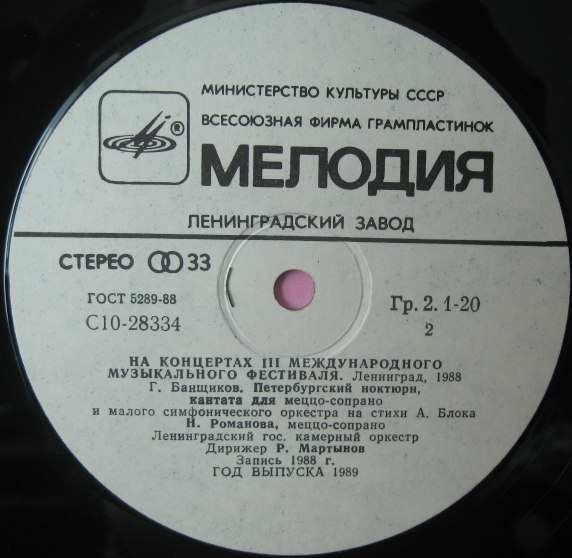 МИНИСТЕРСТВО КУЛЬТУРЫ СССР
ВСЕСОЮЗНАЯ ФИРМА ГРАМПЛАСТИНОК
®
МЕЛОДИЯ
ЛЕНИНГРАДСКИЙ ЗАВОД
СТЕРЕО 33
ГОСТ 5289-88
С10-28334
Гр. 2. 1-20
2
НА КОНЦЕРТАХ III МЕЖДУНАРОДНОГО
МУЗЫКАЛЬНОГО ФЕСТИВАЛЯ. Ленинград, 1988
Г. Банщиков. Петербургский ноктюрн,
кантата для меццо-сопрано
и малого симфонического оркестра на стихи А. Блока
Н. Романова, меццо-сопрано
Ленинградский гос. камерный оркестр
Дирижер Р. Мартынов
Запись 1988 г.
ГОД ВЫПУСКА 1989